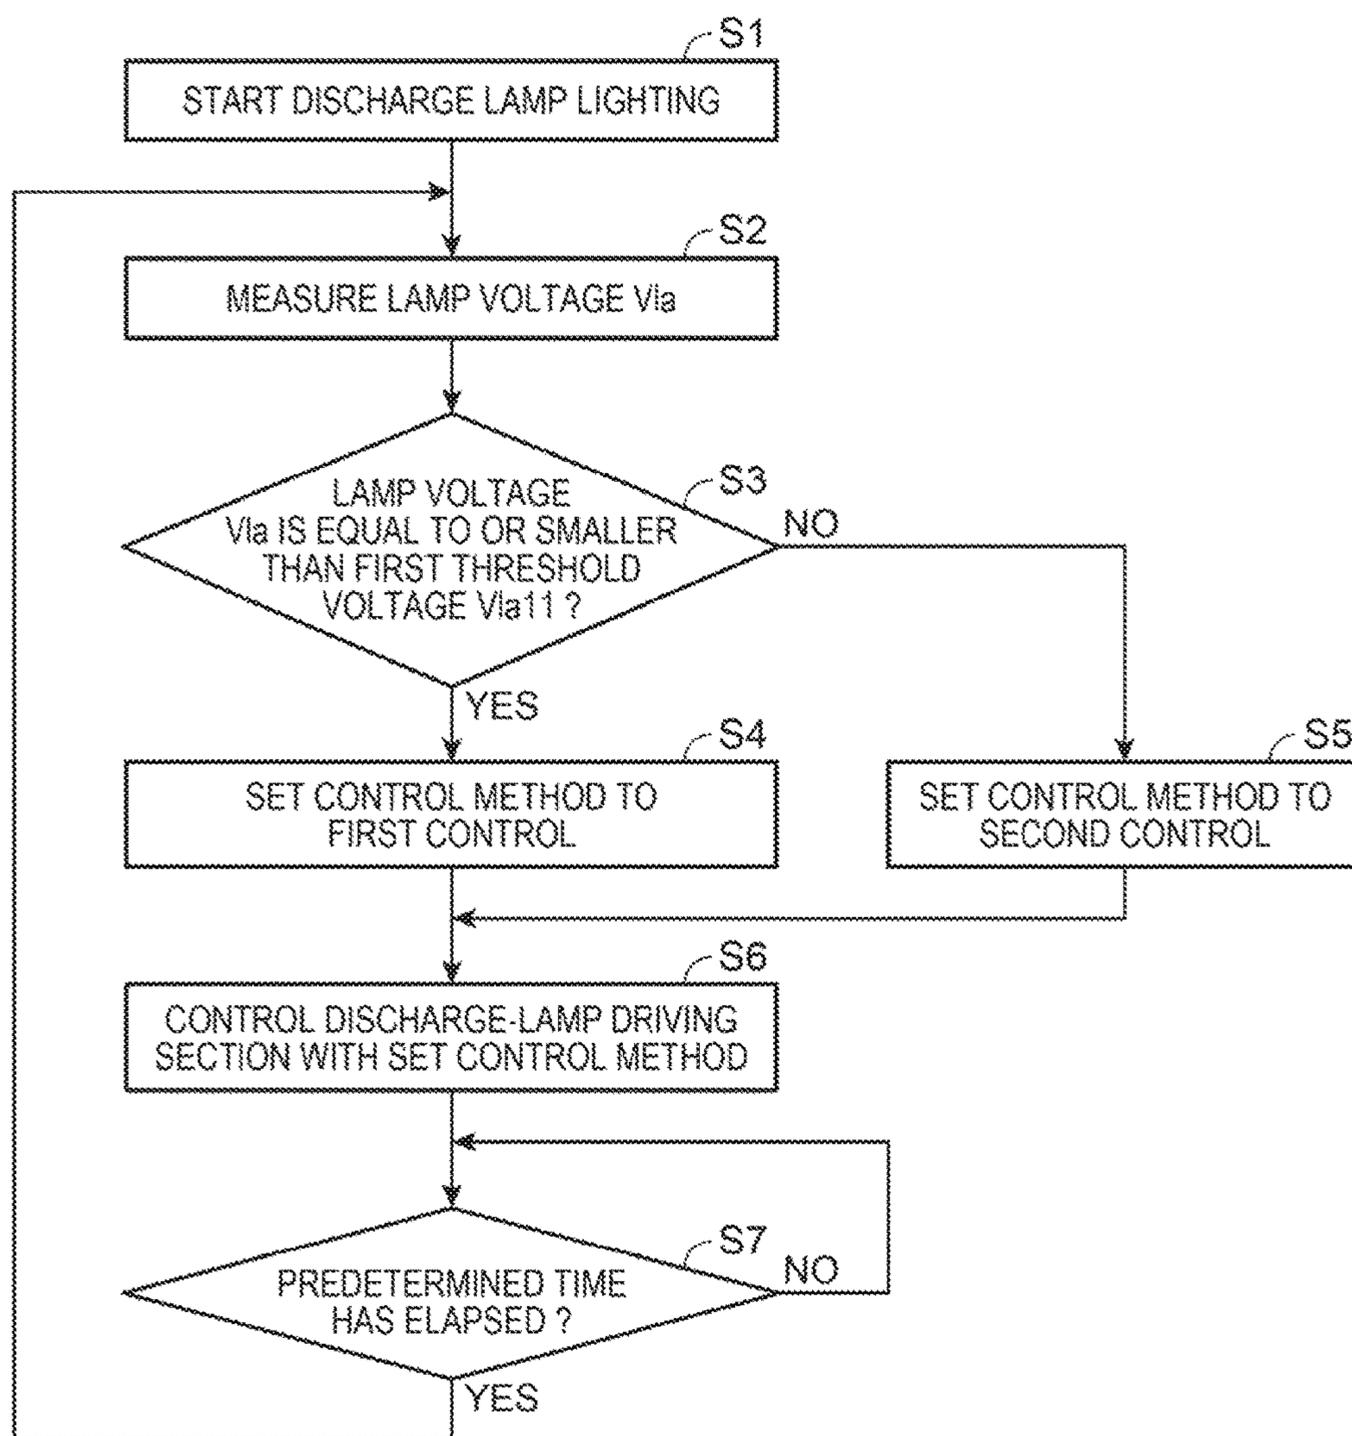 S1
START DISCHARGE LAMP LIGHTING
S2
MEASURE LAMP VOLTAGE Vla
S3
LAMP VOLTAGE
Vla IS EQUAL TO OR SMALLER
THAN FIRST THRESHOLD
VOLTAGE Vla11 ?
NO
YES
S4
SET CONTROL METHOD TO
FIRST CONTROL
S5
SET CONTROL METHOD TO
SECOND CONTROL
S6
CONTROL DISCHARGE-LAMP DRIVING
SECTION WITH SET CONTROL METHOD
S7
PREDETERMINED TIME
HAS ELAPSED ?
NO
YES